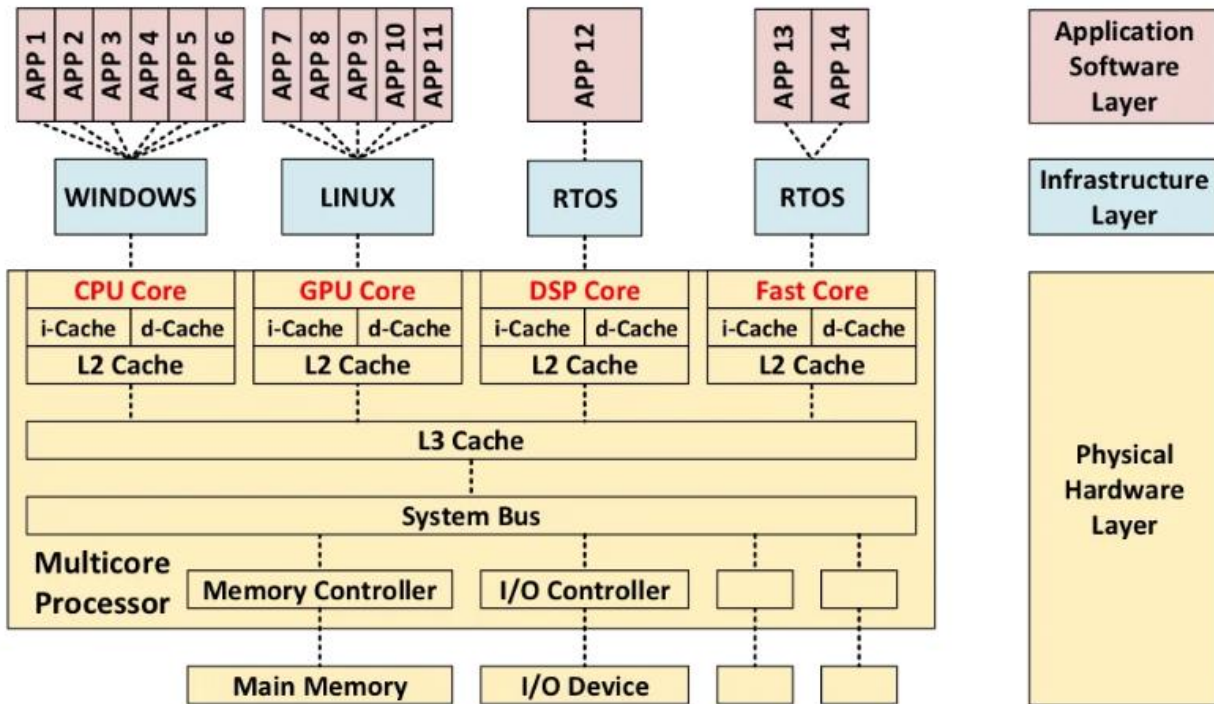 APP 1
APP 2
APP 3
APP 4
APP 5
APP 6
APP 7
APP 8
APP 9
APP 10
APP 11
APP 12
APP 13
APP 14
Application
Software
Layer
WINDOWS
LINUX
RTOS
RTOS
Infrastructure
Layer
CPU Core
GPU Core
DSP Core
Fast Core
i-Cache
d-Cache
i-Cache
d-Cache
i-Cache
d-Cache
i-Cache
d-Cache
L2 Cache
L2 Cache
L2 Cache
L2 Cache
L3 Cache
System Bus
Physical
Hardware
Layer
Multicore
Processor
Memory Controller
I/O Controller
Main Memory
I/O Device